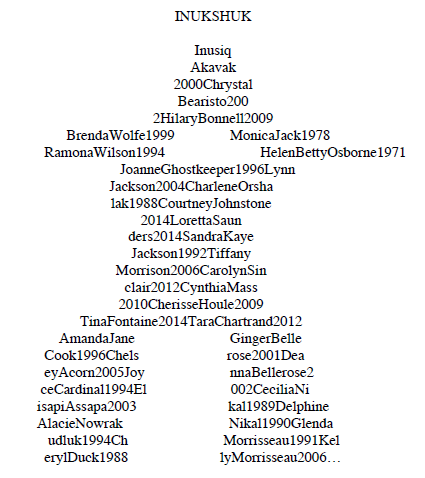 INUKSHUK
Inusiq
Akavak
2000Chrystal
Bearisto200
2HilaryBonnell2009
BrendaWolfe1999 MonicaJack1978
RamonaWilson1994 HelenBettyOsborne1971
JoanneGhostkeeper1996Lynn
Jackson2004CharleneOrsha
lak1988CourtneyJohnstone
2014LorettaSaun
ders2014SandraKaye
Jackson1992Tiffany
Morrison2006CarolynSin
clair2012CynthiaMass
2010CherisseHoule2009
TinaFontaine2014TaraChartrand2012
AmandaJane GingerBelle
Cook1996Chels rose2001Dea
eyAcorn2005Joy nnaBellerose2
ceCardinal1994El 002CeciliaNi
isapiAssapa2003 kal1989Delphine
AlacieNowrak Nikal1990Glenda
udluk1994Ch Morrisseau1991Kel
erylDuck1988 lyMorrisseau2006…